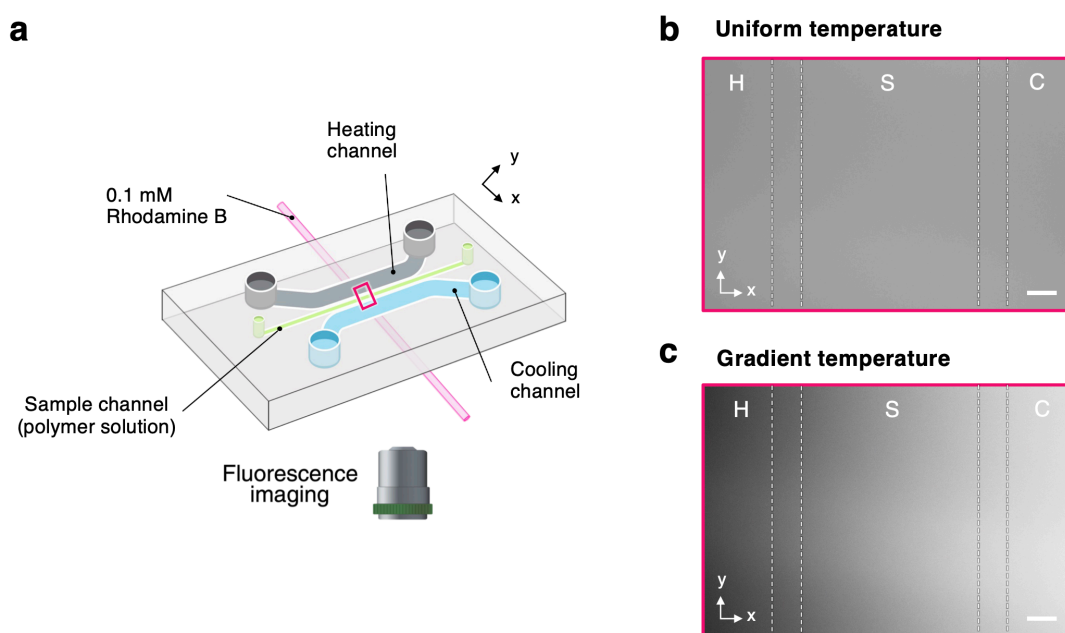 a
Heating
channel
y
x
0.1 mM
Rhodamine B
Cooling
channel
Sample channel
(polymer solution)
Fluorescence
imaging
b
Uniform temperature
H
S
C
y
x
c
Gradient temperature
H
S
C
y
x